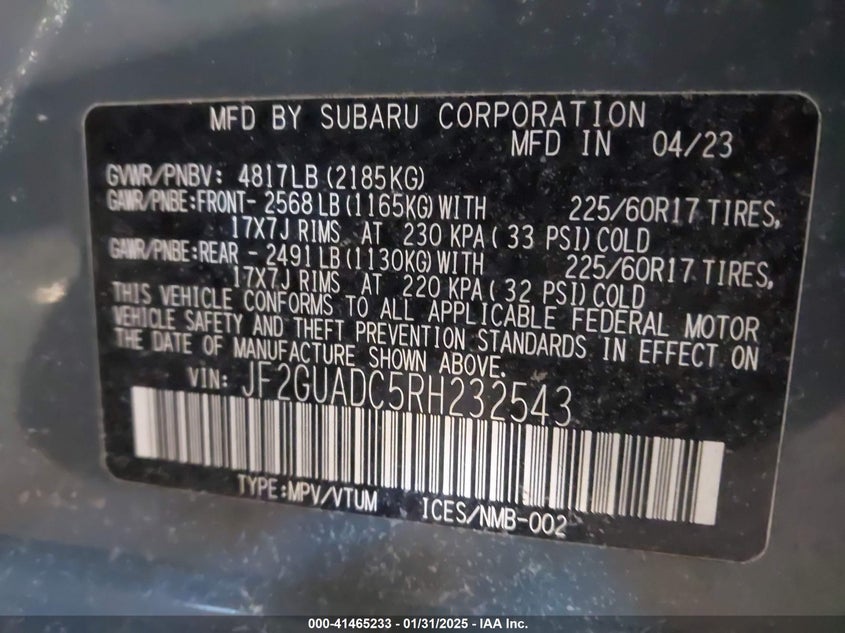 MFD BY SUBARU CORPORATION
MFD IN 04/23
GVWR/PNBV: 4817LB (2185KG)
GAWR/PNBE:FRONT- 2568 LB (1165KG) WITH 225/60R17 TIRES,
17X7J RIMS AT 230 KPA ( 33 PSI) COLD
GAWR/PNBE:REAR - 2491 LB (1130KG) WITH 225/60R17 TIRES,
17X7J RIMS AT 220 KPA ( 32 PSI) COLD
THIS VEHICLE CONFORMS TO ALL APPLICABLE FEDERAL MOTOR
VEHICLE SAFETY AND THEFT PREVENTION STANDARDS IN EFFECT ON
THE DATE OF MANUFACTURE SHOWN ABOVE.
VIN: JF2GUADC5RH232543
TYPE:MPV/VTUM ICES/NMB-002
000-41465233 - 01/31/2025 - IAA Inc.